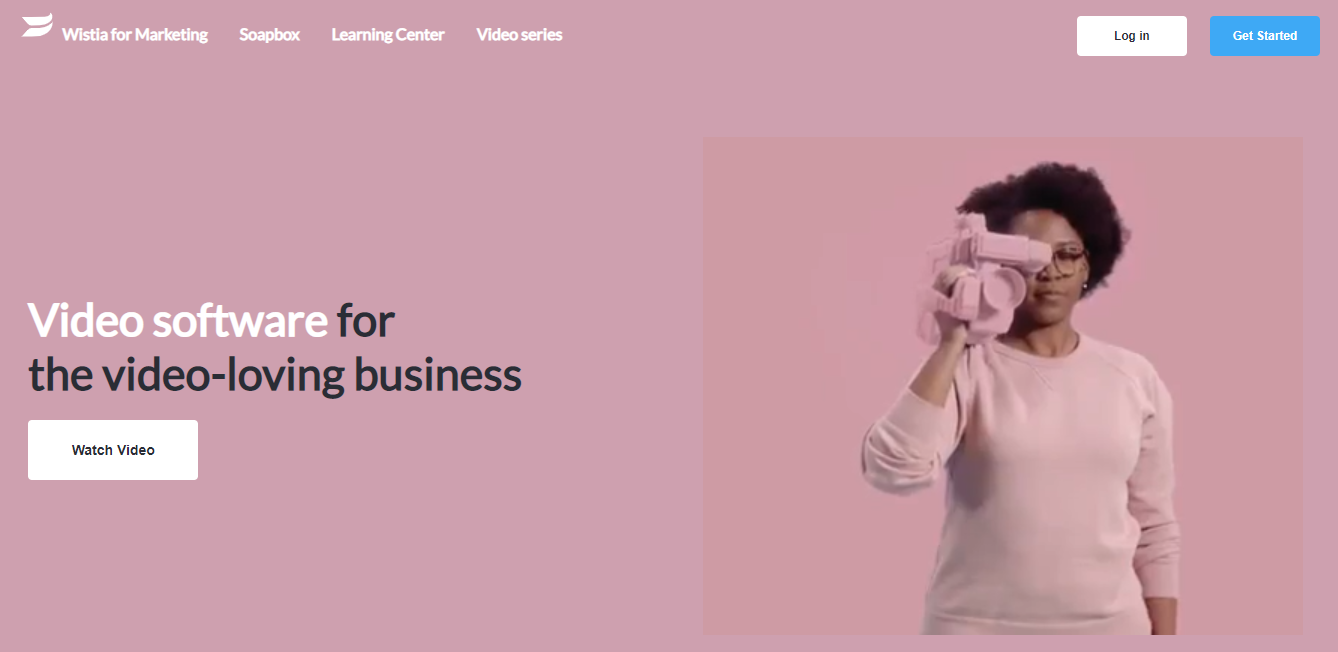 Wistia for Marketing Soapbox Learning Center Video series Log in Get Started
Video software for
the video-loving business
Watch Video